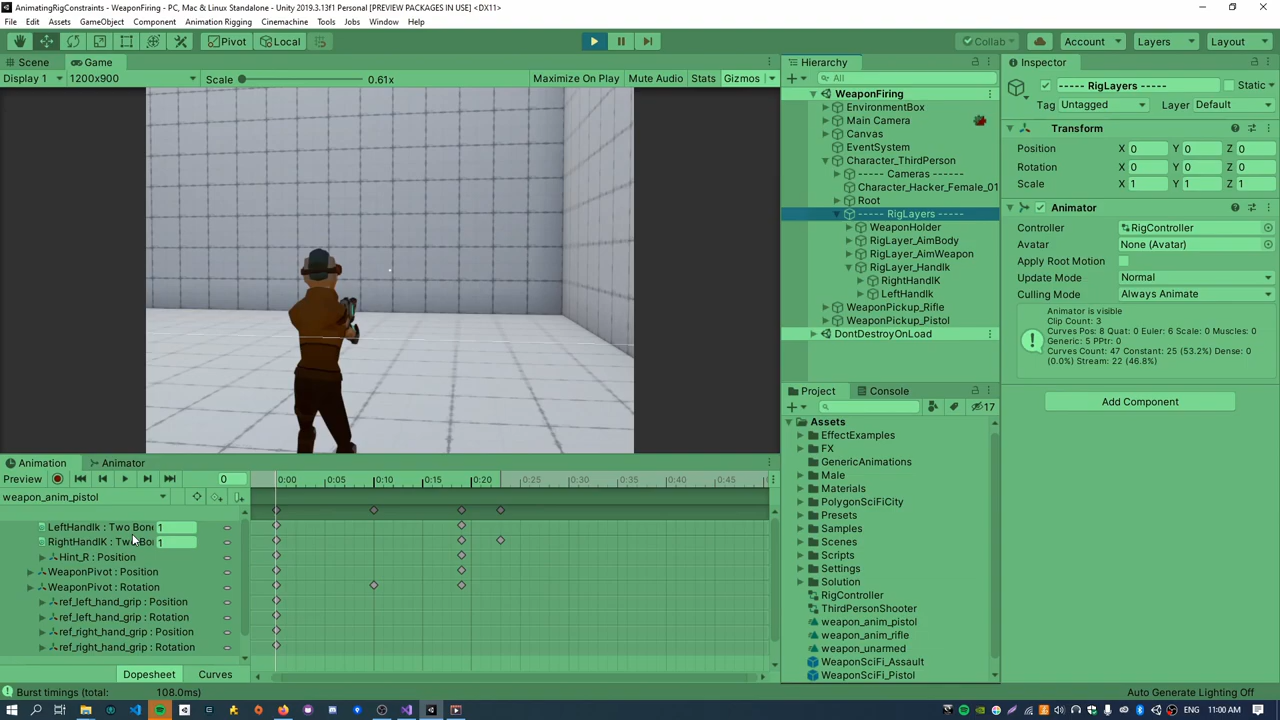 AnimatingRigConstraints - WeaponFiring - PC, Mac & Linux Standalone - Unity 2019.3.13f1 Personal [PREVIEW PACKAGES IN USE] <DX11>
File Edit Assets GameObject Component Animation Rigging Cinemachine Tools Jobs Window Help
Pivot Local Collab Account Layers Layout
Scene Game
Display 1 1200x900 Scale 0.61x Maximize On Play Mute Audio Stats Gizmos
Hierarchy
All
WeaponFiring
EnvironmentBox
Main Camera
Canvas
EventSystem
Character_ThirdPerson
----- Cameras ------
Character_Hacker_Female_01
Root
----- RigLayers -----
WeaponHolder
RigLayer_AimBody
RigLayer_AimWeapon
RigLayer_HandIk
RightHandIK
LeftHandIk
WeaponPickup_Rifle
WeaponPickup_Pistol
DontDestroyOnLoad
Inspector
----- RigLayers ----- Static
Tag Untagged Layer Default
Transform
Position X 0 Y 0 Z 0
Rotation X 0 Y 0 Z 0
Scale X 1 Y 1 Z 1
Animator
Controller RigController
Avatar None (Avatar)
Apply Root Motion
Update Mode Normal
Culling Mode Always Animate
Animator is visible
Clip Count: 3
Curves Pos: 8 Quat: 0 Euler: 6 Scale: 0 Muscles: 0
Generic: 5 PPtr: 0
Curves Count: 47 Constant: 25 (53.2%) Dense: 0
(0.0%) Stream: 22 (46.8%)
Add Component
Project Console
17
Assets
EffectExamples
FX
GenericAnimations
Male
Materials
PolygonSciFiCity
Presets
Samples
Scripts
Settings
Solution
RigController
ThirdPersonShooter
weapon_anim_pistol
weapon_anim_rifle
weapon_unarmed
WeaponSciFi_Assault
WeaponSciFi_Pistol
Animation Animator
Preview 0 0:00 0:05 0:10 0:15 0:20 0:25 0:30 0:35 0:40 0:45 0:50
weapon_anim_pistol
LeftHandIk : Two Bone 1
RightHandIK : Two Bo 1
Hint_R : Position
WeaponPivot : Position
WeaponPivot : Rotation
ref_left_hand_grip : Position
ref_left_hand_grip : Rotation
ref_right_hand_grip : Position
ref_right_hand_grip : Rotation
Dopesheet Curves
Burst timings (total: 108.0ms)
Auto Generate Lighting Off
ENG 11:00 AM